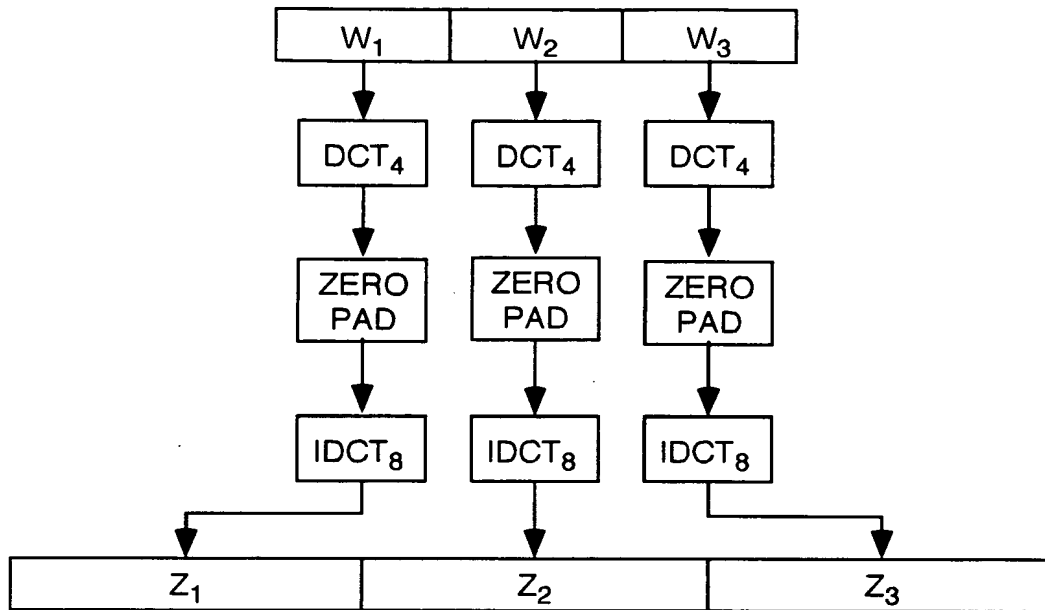 W₁ W₂ W₃
DCT₄ DCT₄ DCT₄
ZERO ZERO ZERO
PAD PAD PAD
IDCT₈ IDCT₈ IDCT₈
Z₁ Z₂ Z₃